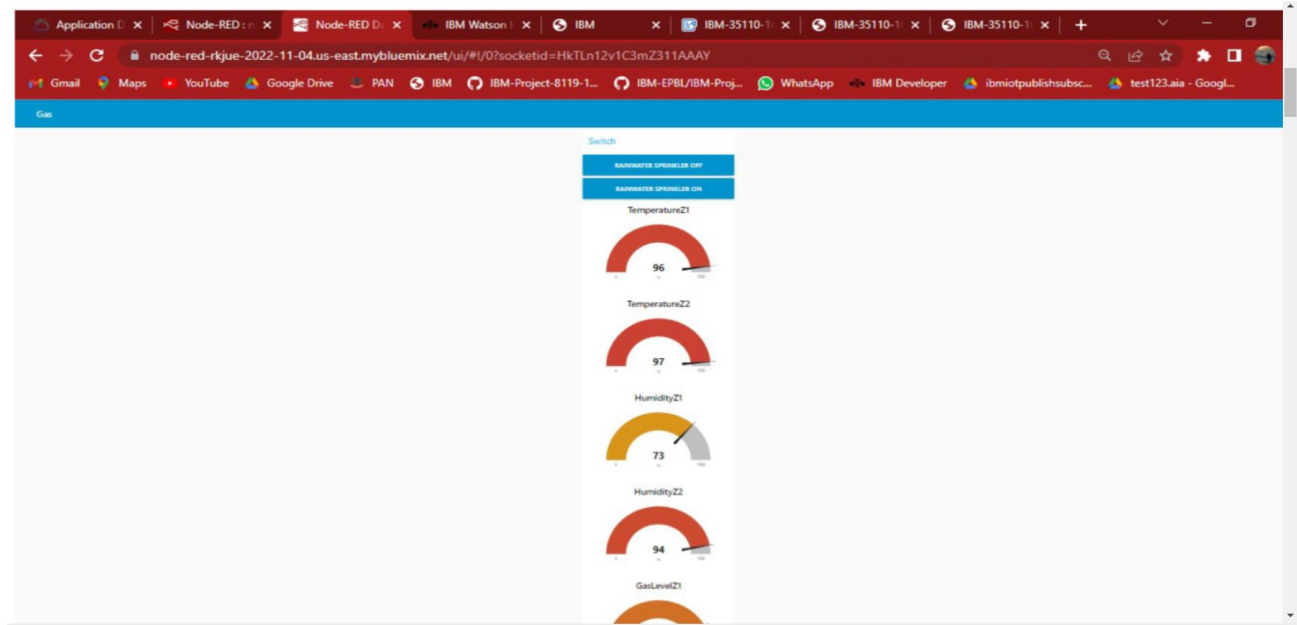 Application D Node-RED : n Node-RED D IBM Watson I IBM IBM-35110-1 IBM-35110-1 IBM-35110-1
node-red-rkjue-2022-11-04.us-east.mybluemix.net/ui/#!/0?socketid=HkTLn12v1C3mZ311AAAY
Gmail Maps YouTube Google Drive PAN IBM IBM-Project-8119-1... IBM-EPBL/IBM-Proj... WhatsApp IBM Developer ibmiotpublishsubsc... test123.aia - Googl...
Gas
Switch
RAINWATER SPRINKLER OFF
RAINWATER SPRINKLER ON
TemperatureZ1
96
TemperatureZ2
97
HumidityZ1
73
HumidityZ2
94
GasLevelZ1